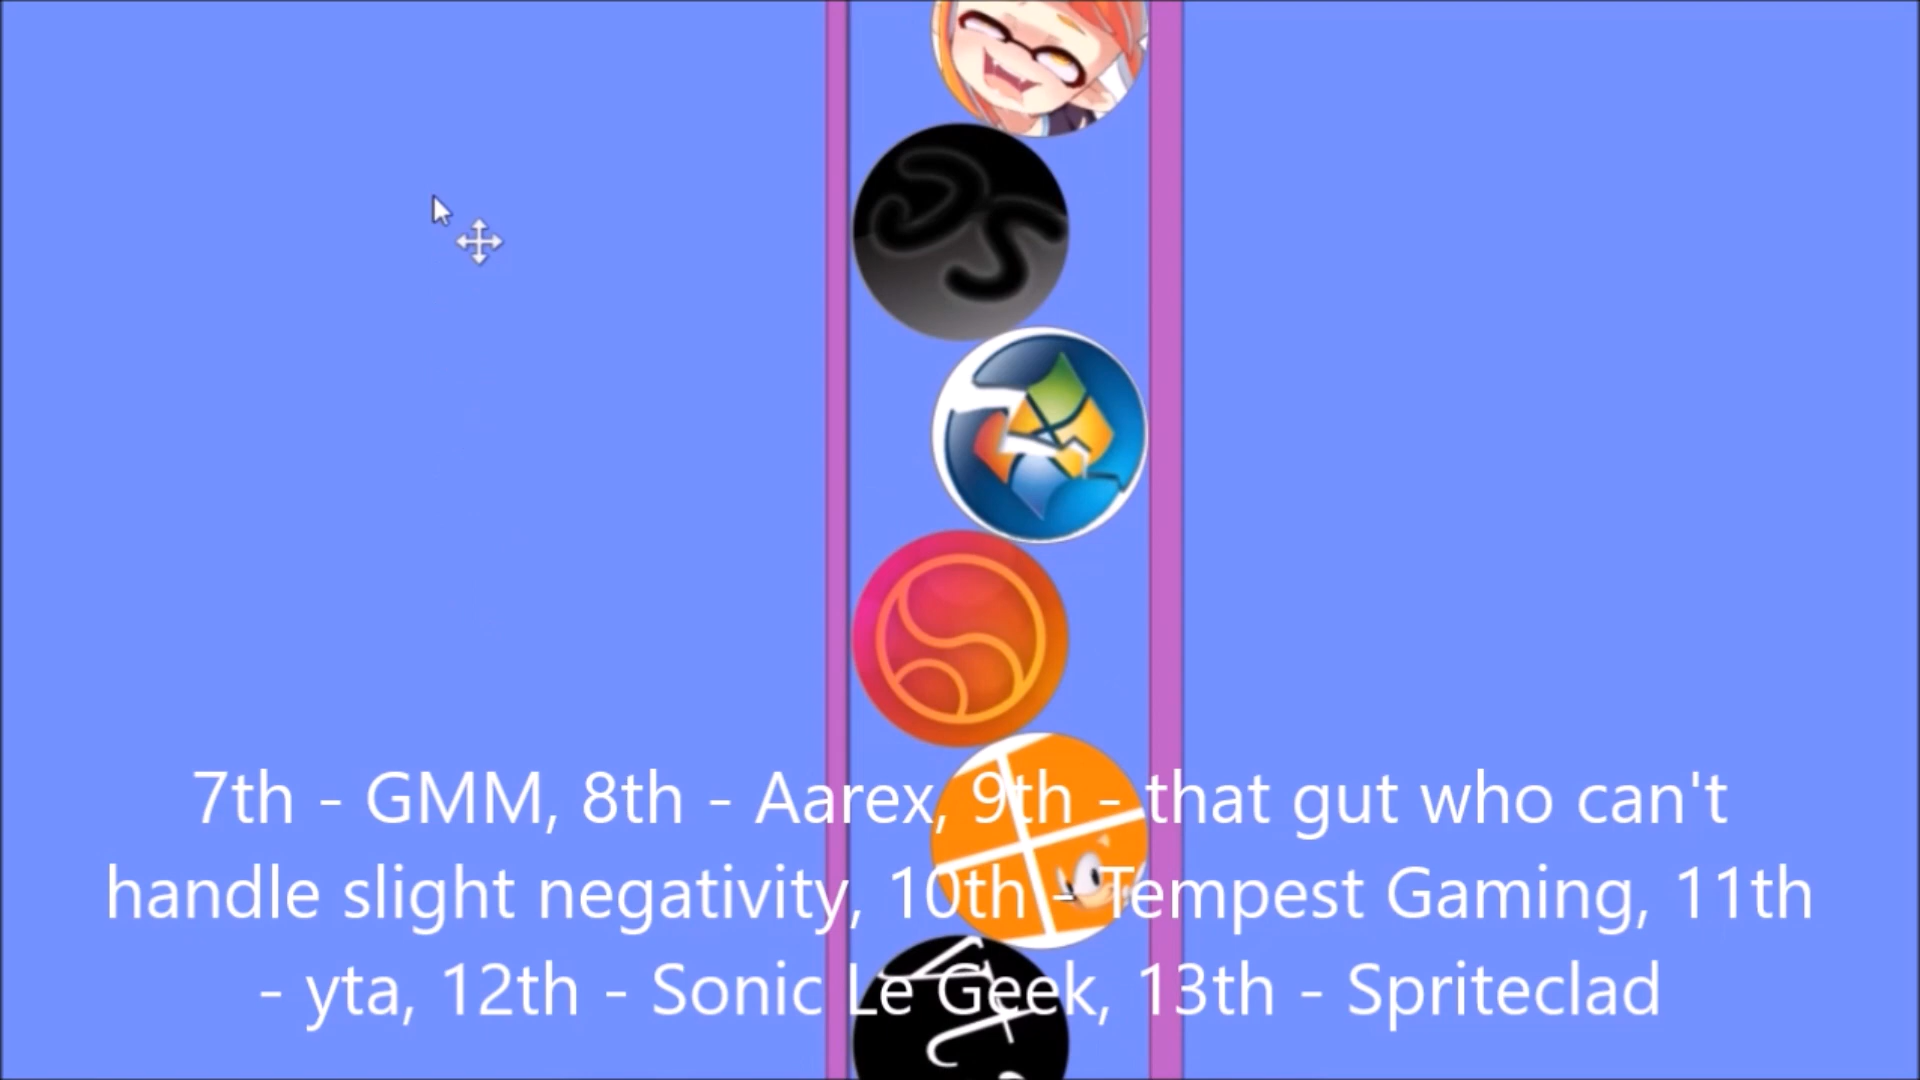 DS
7th - GMM, 8th - Aarex, 9th - that gut who can't
handle slight negativity, 10th - Tempest Gaming, 11th
- yta, 12th - Sonic Le Geek, 13th - Spriteclad